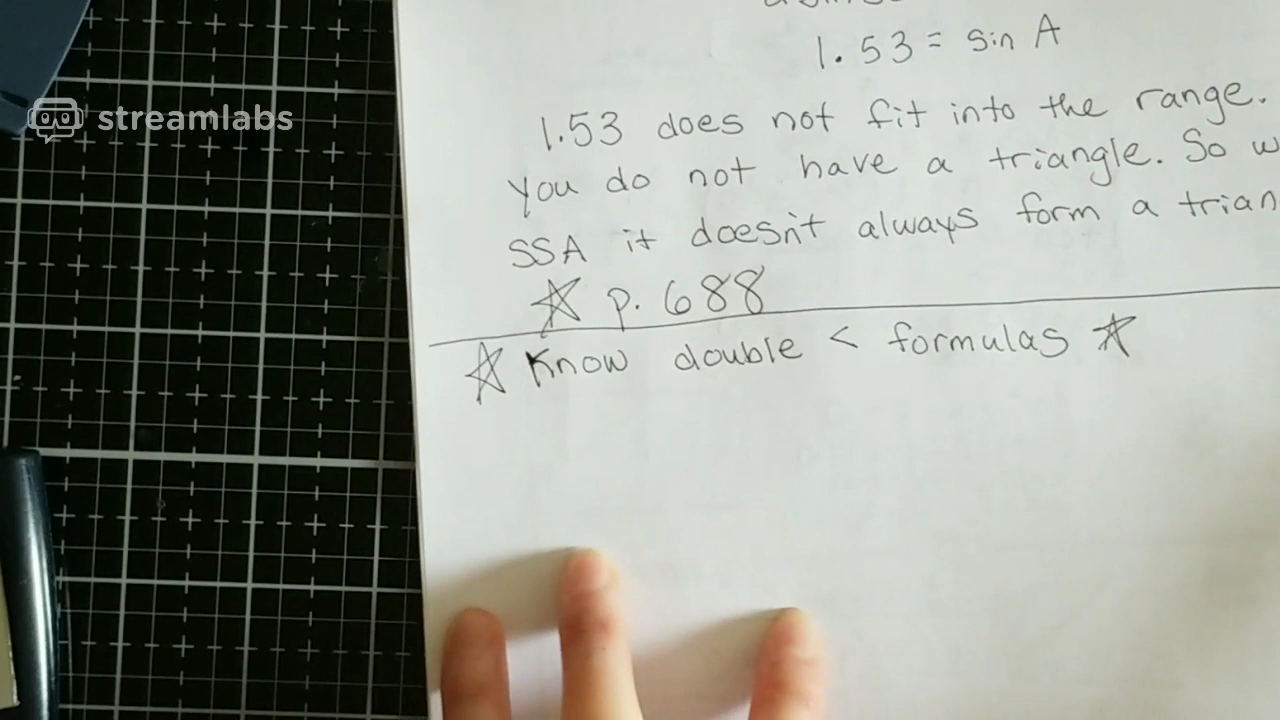 streamlabs
1.53 = sin A
1.53 does not fit into the range.
You do not have a triangle. So
SSA it doesn't always form a
☆ p. 688
☆ Know double < formulas ☆